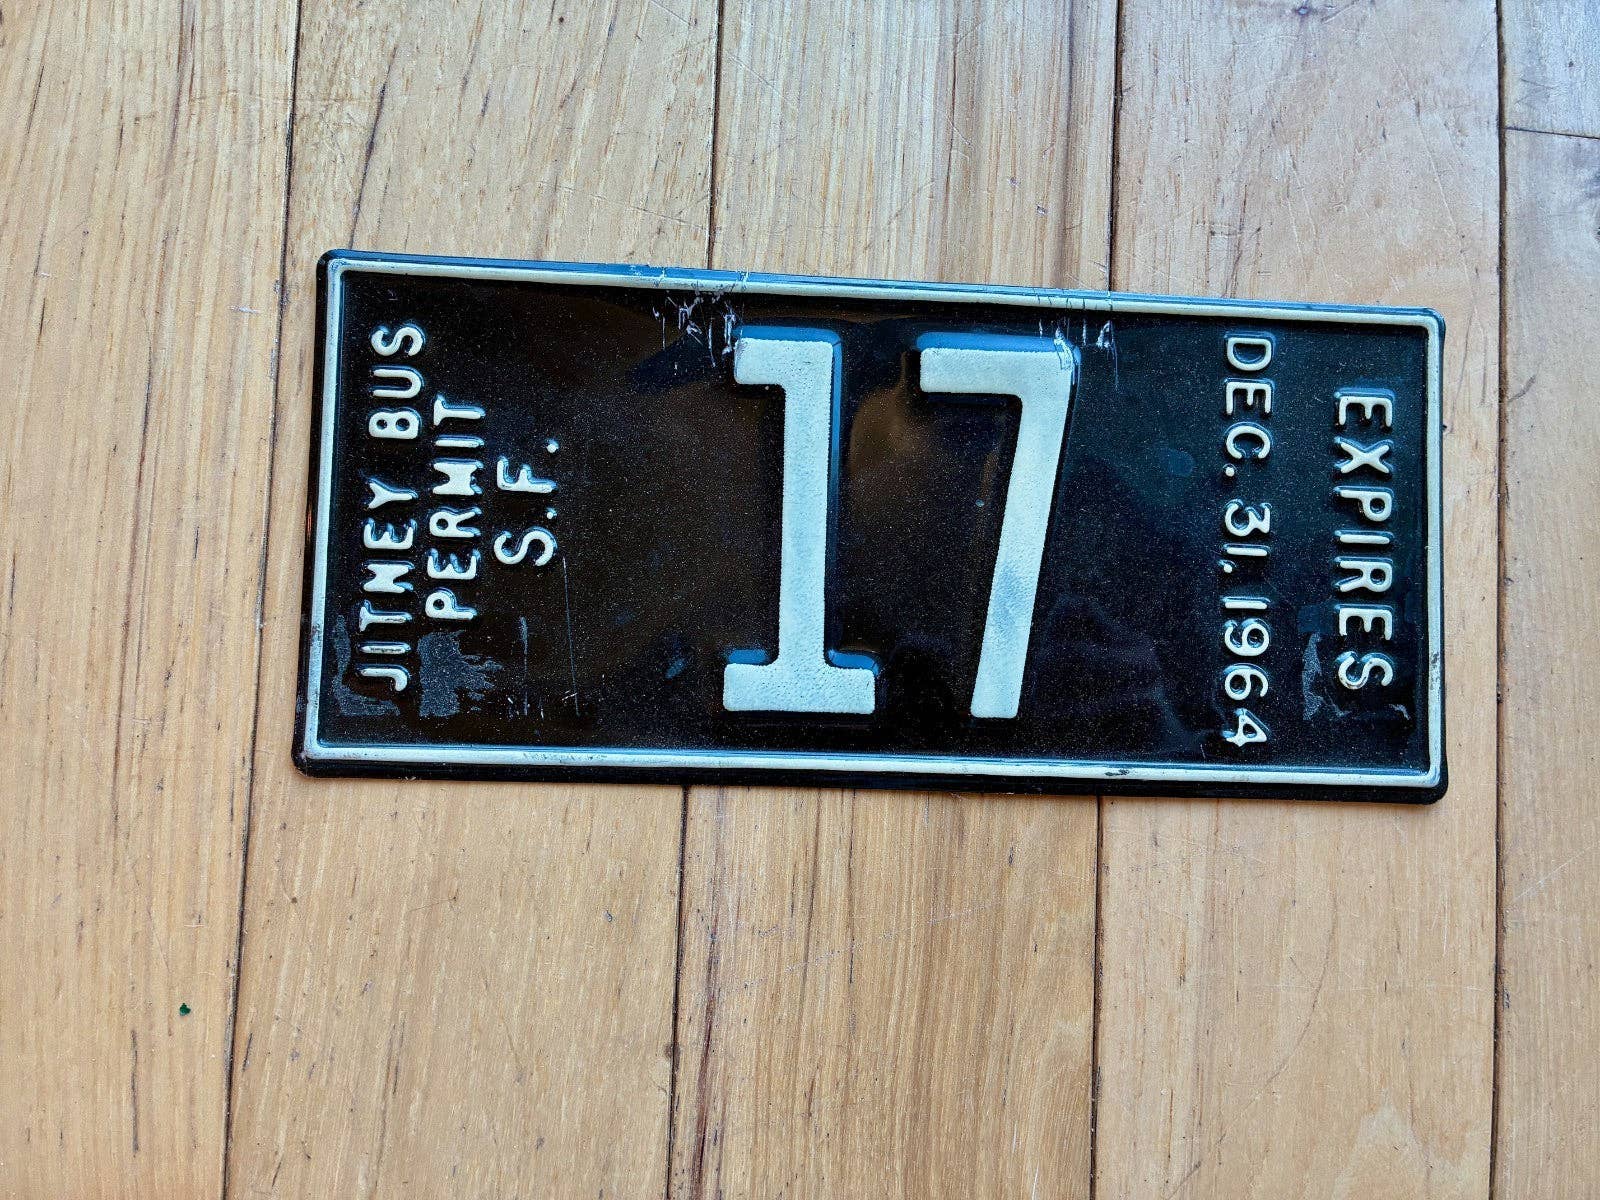 JITNEY BUS
PERMIT
S.F.
17
EXPIRES
DEC. 31, 1964